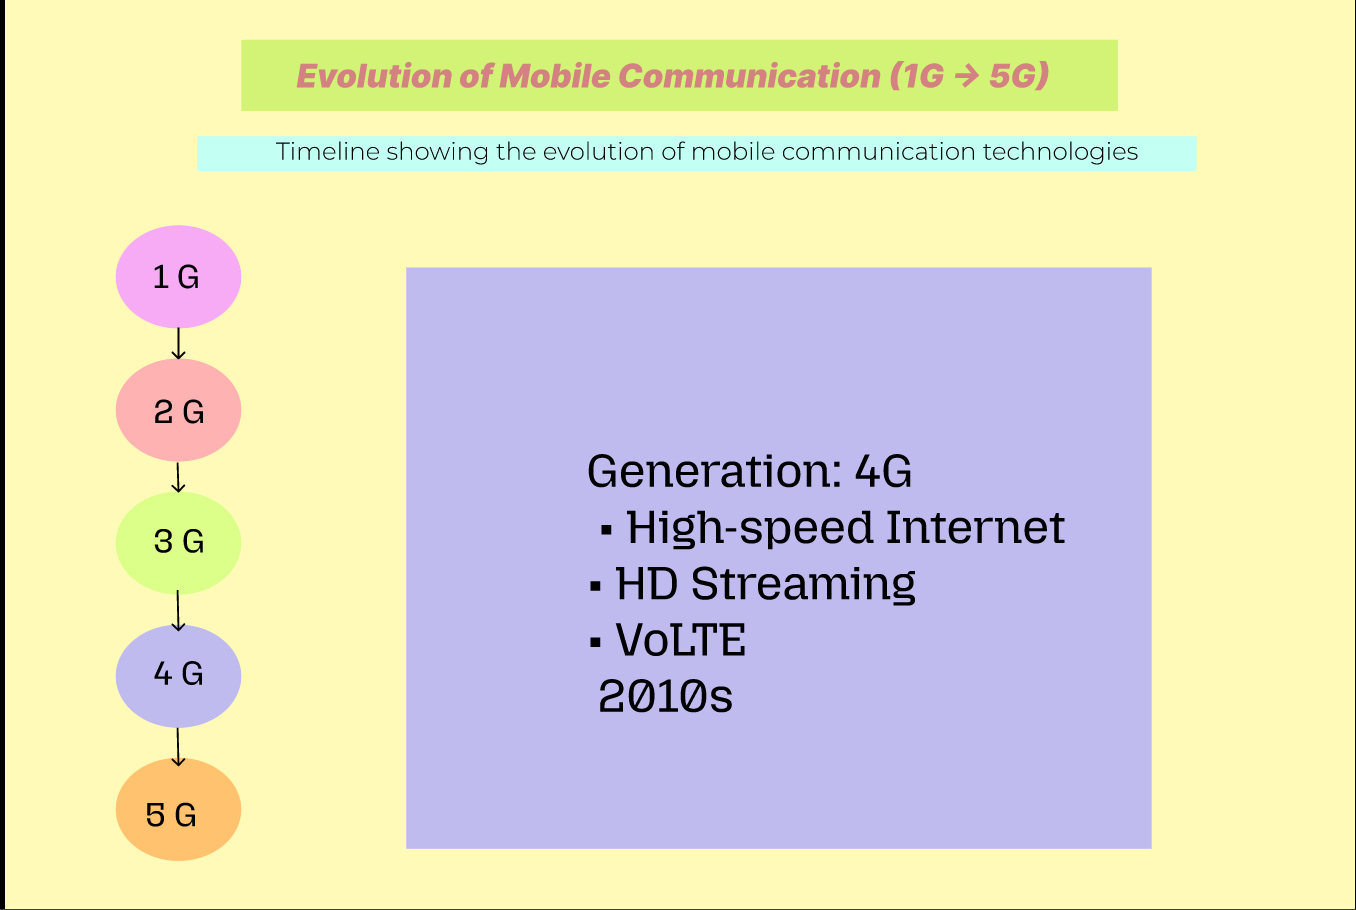 Evolution of Mobile Communication (1G → 5G)
Timeline showing the evolution of mobile communication technologies
1 G
2 G
3 G
4 G
5 G
Generation: 4G
▪ High-speed Internet
▪ HD Streaming
▪ VoLTE
2010s